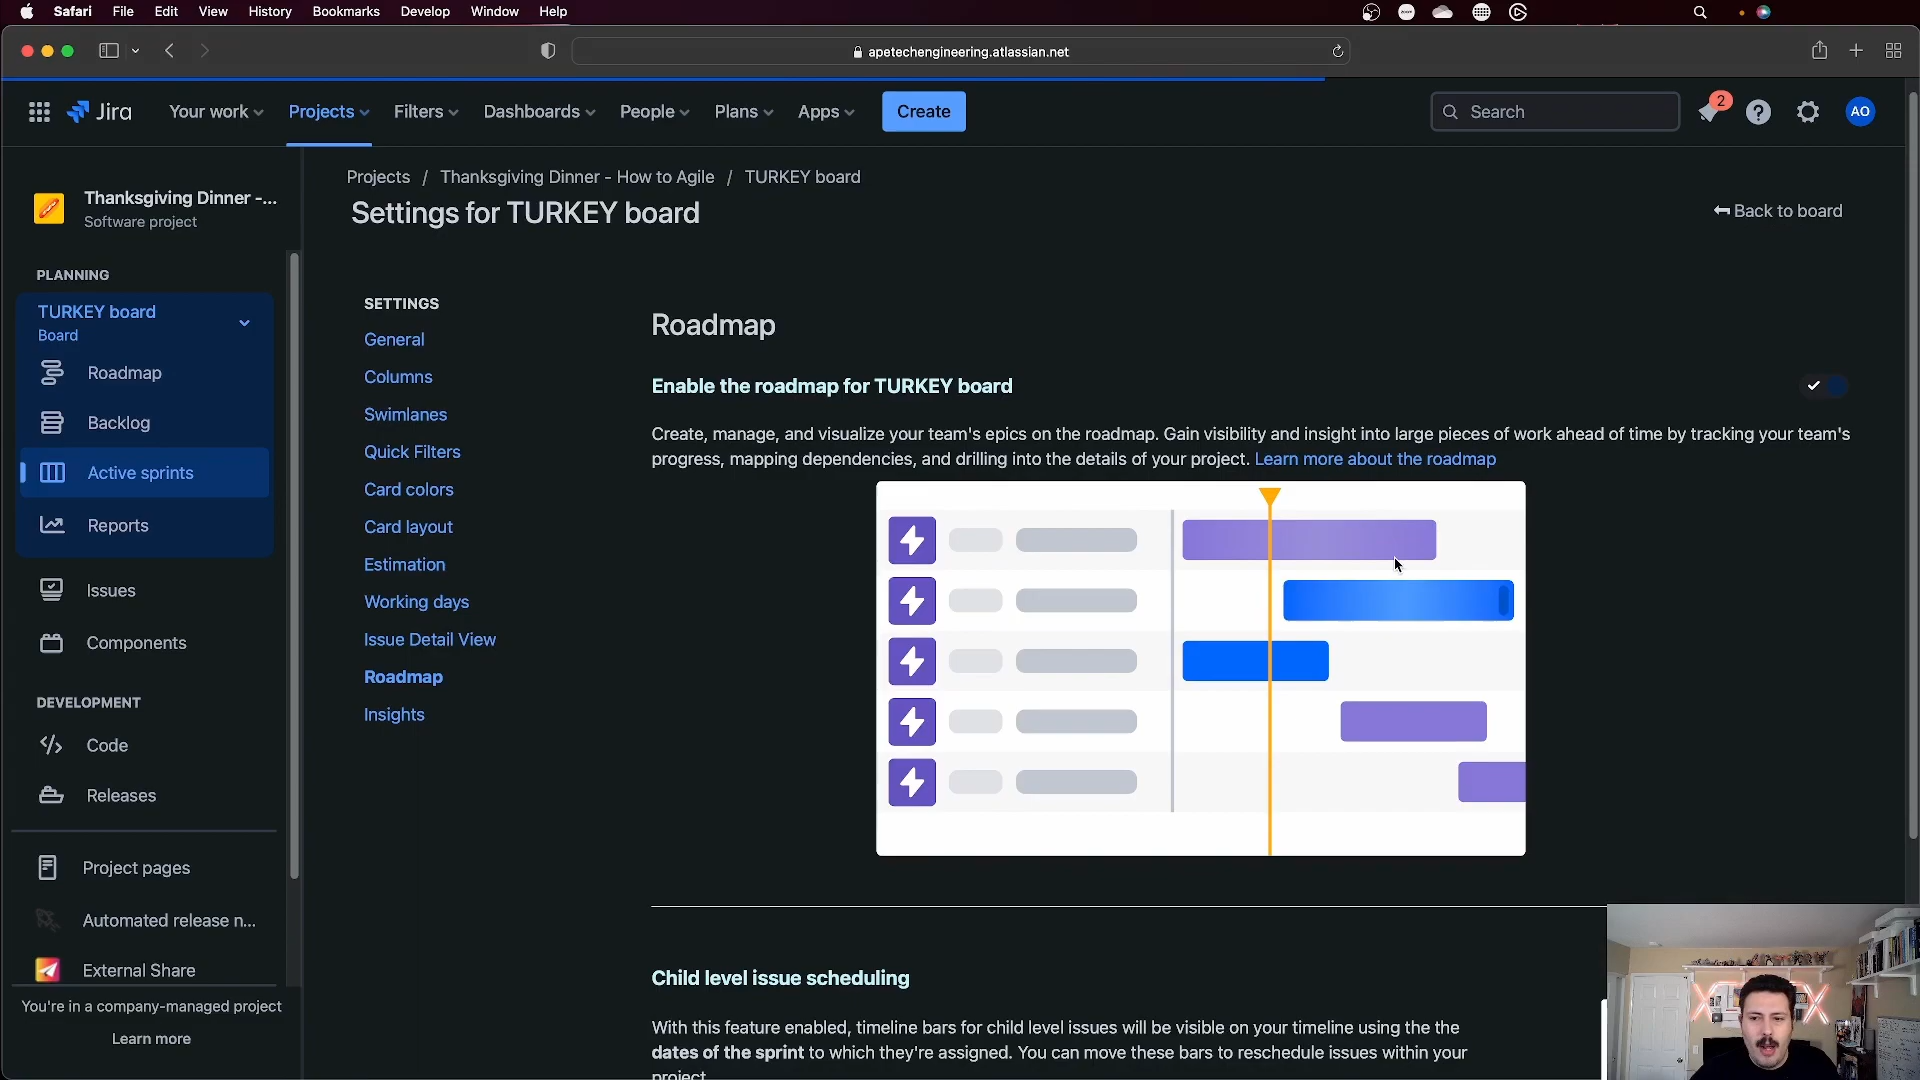 Safari File Edit View History Bookmarks Develop Window Help
apetechengineering.atlassian.net
Jira Your work Projects Filters Dashboards People Plans Apps Create Search 2 AO
Projects / Thanksgiving Dinner - How to Agile / TURKEY board
Settings for TURKEY board
Back to board
Thanksgiving Dinner -...
Software project
PLANNING
TURKEY board
Board
Roadmap
Backlog
Active sprints
Reports
Issues
Components
DEVELOPMENT
Code
Releases
Project pages
Automated release n...
External Share
You're in a company-managed project
Learn more
SETTINGS
General
Columns
Swimlanes
Quick Filters
Card colors
Card layout
Estimation
Working days
Issue Detail View
Roadmap
Insights
Roadmap
Enable the roadmap for TURKEY board
Create, manage, and visualize your team's epics on the roadmap. Gain visibility and insight into large pieces of work ahead of time by tracking your team's
progress, mapping dependencies, and drilling into the details of your project. Learn more about the roadmap
Child level issue scheduling
With this feature enabled, timeline bars for child level issues will be visible on your timeline using the the
dates of the sprint to which they're assigned. You can move these bars to reschedule issues within your
project